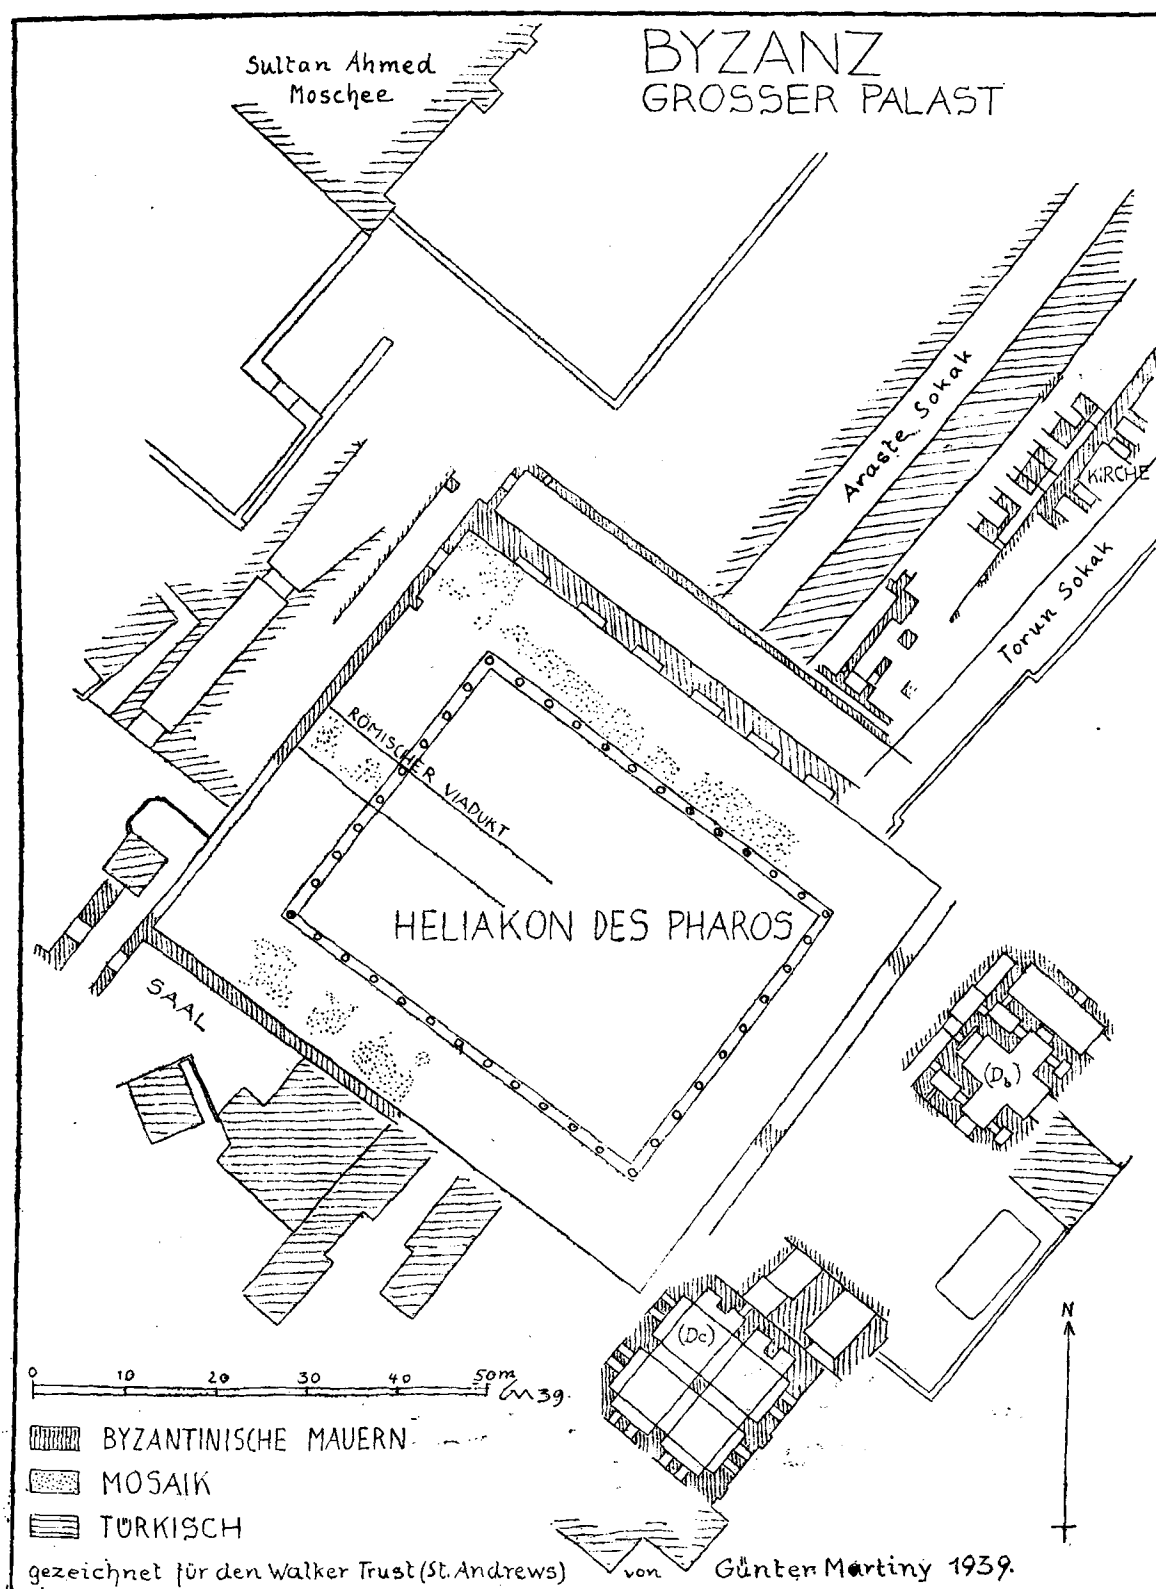 BYZANZ
GROSSER PALAST
Sultan Ahmed
Moschee
Araste Sokak
KiRCHE
Torun Sokak
RÖMISCHER VIADUKT
HELIAKON DES PHAROS
SAAL
(Db)
(Dc)
N
0 10 20 30 40 50m
39.
BYZANTINISCHE MAUERN
MOSAIK
TÜRKISCH
gezeichnet für den Walker Trust (St. Andrews) von Günter Martiny 1939.